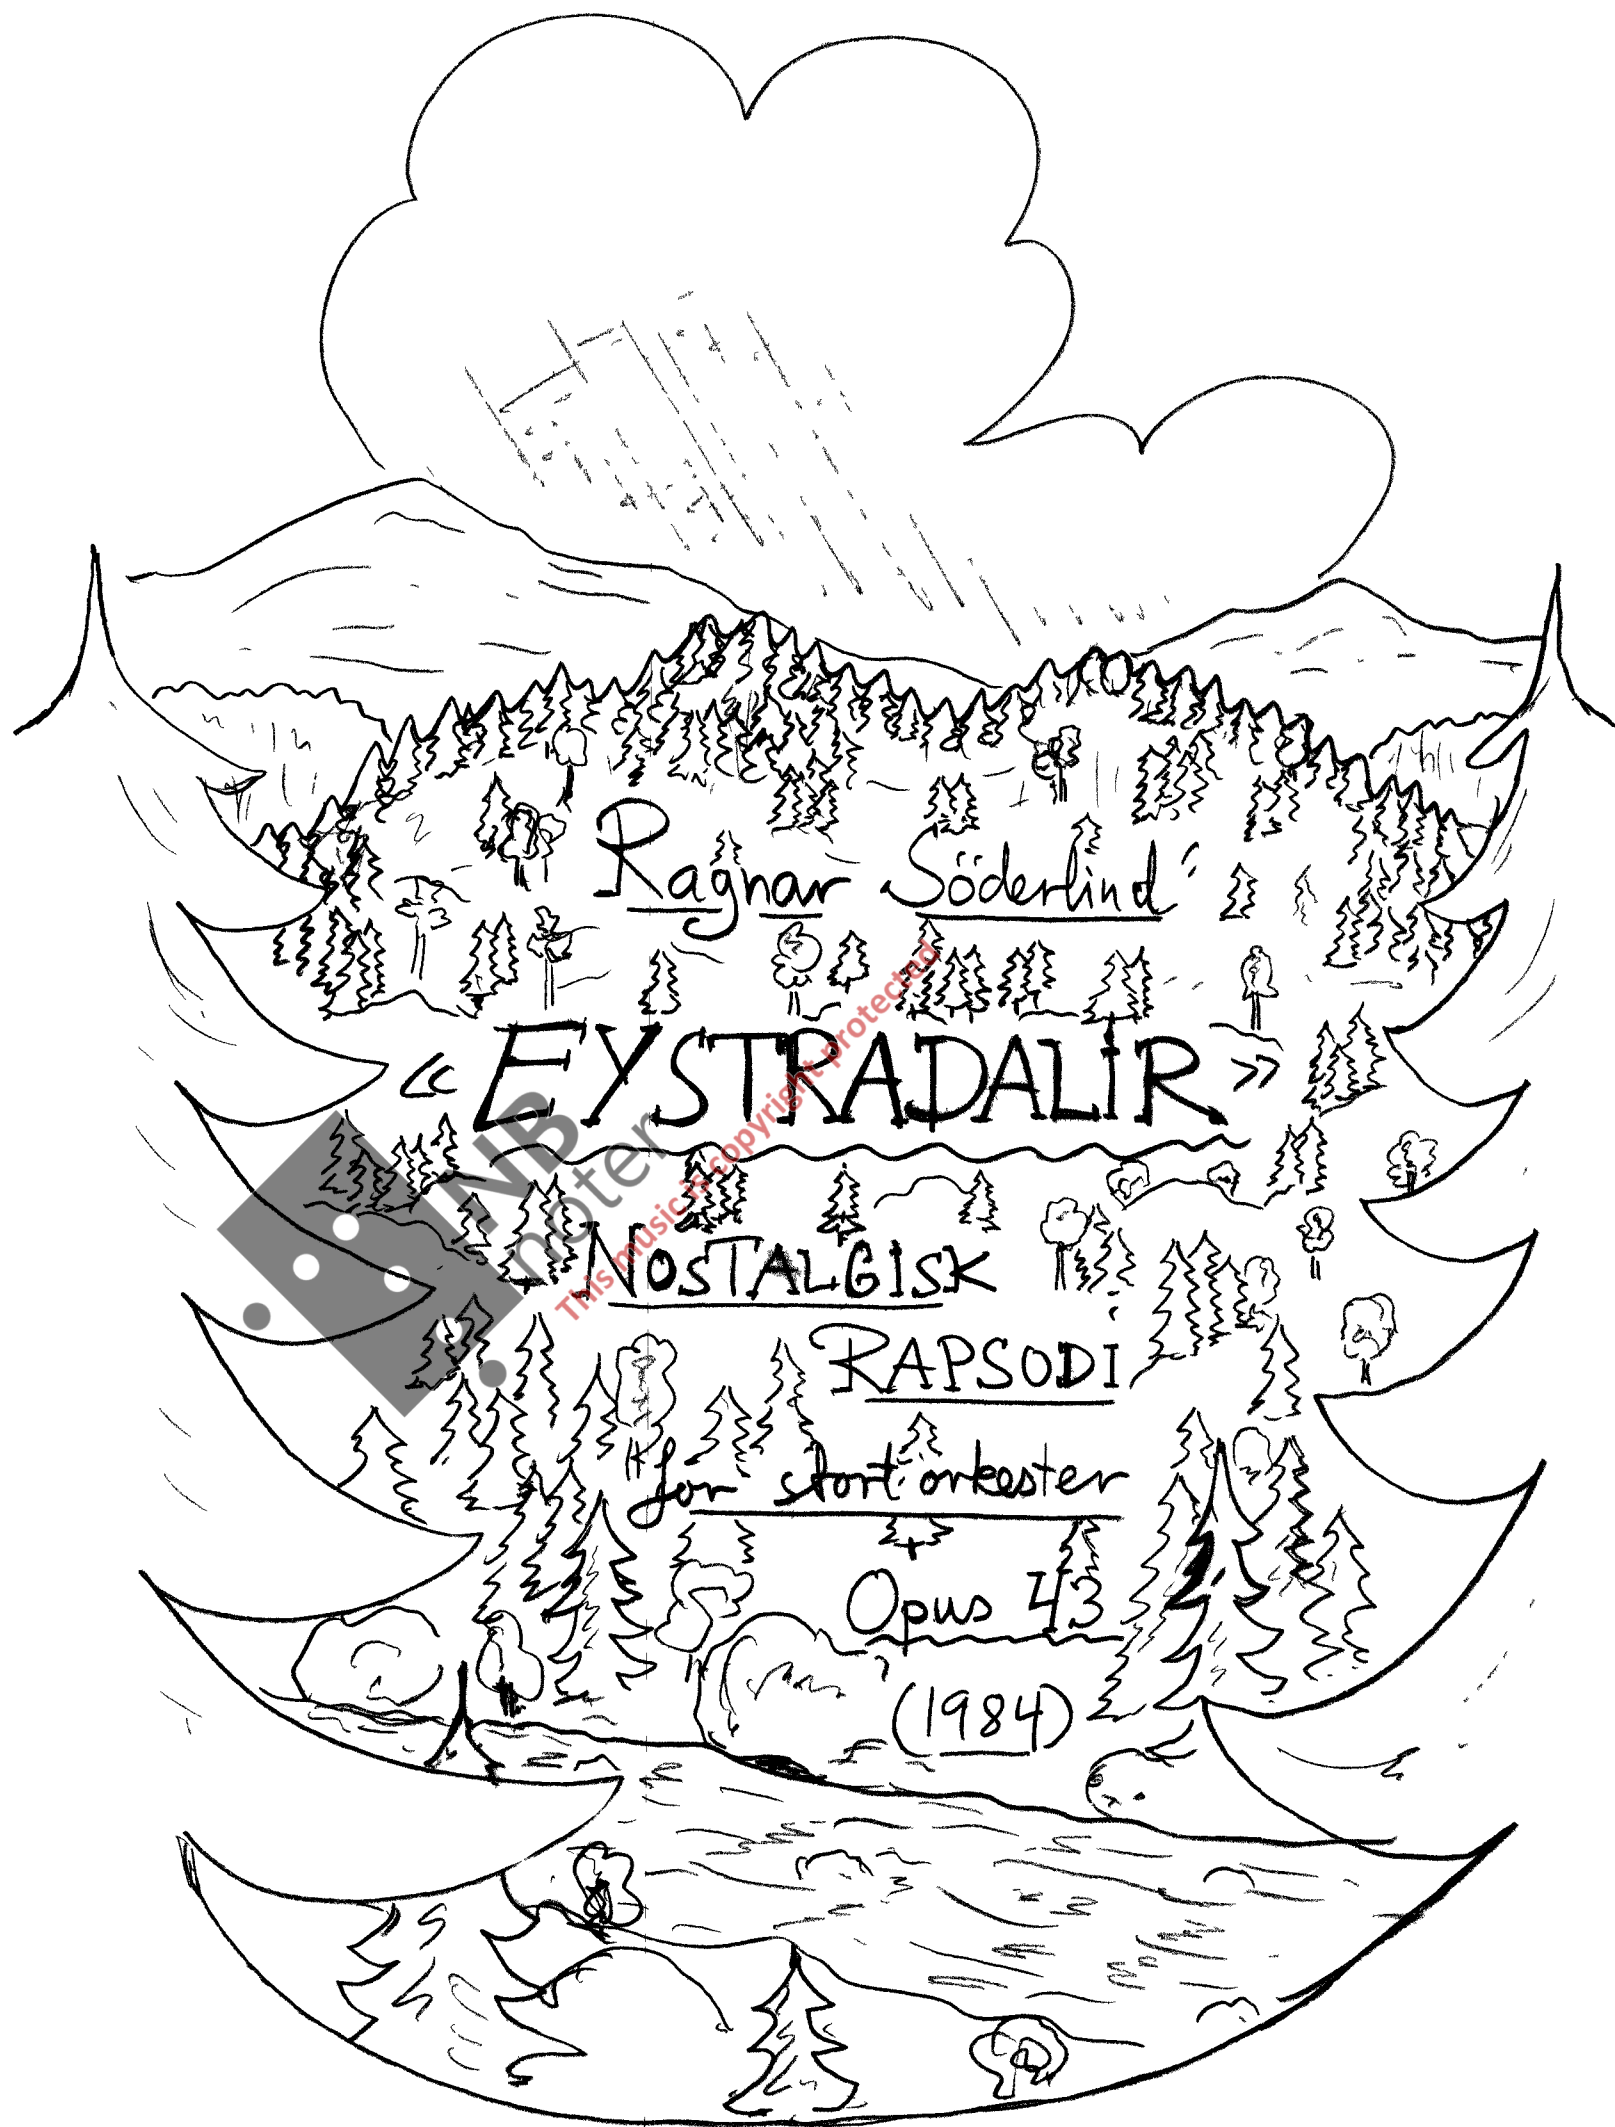 Ragnar Söderlind
« EYSTRADALIR »
NOSTALGISK
RAPSODI
for stort orkester
Opus 43
(1984)
NB noter
This music is copyright protected